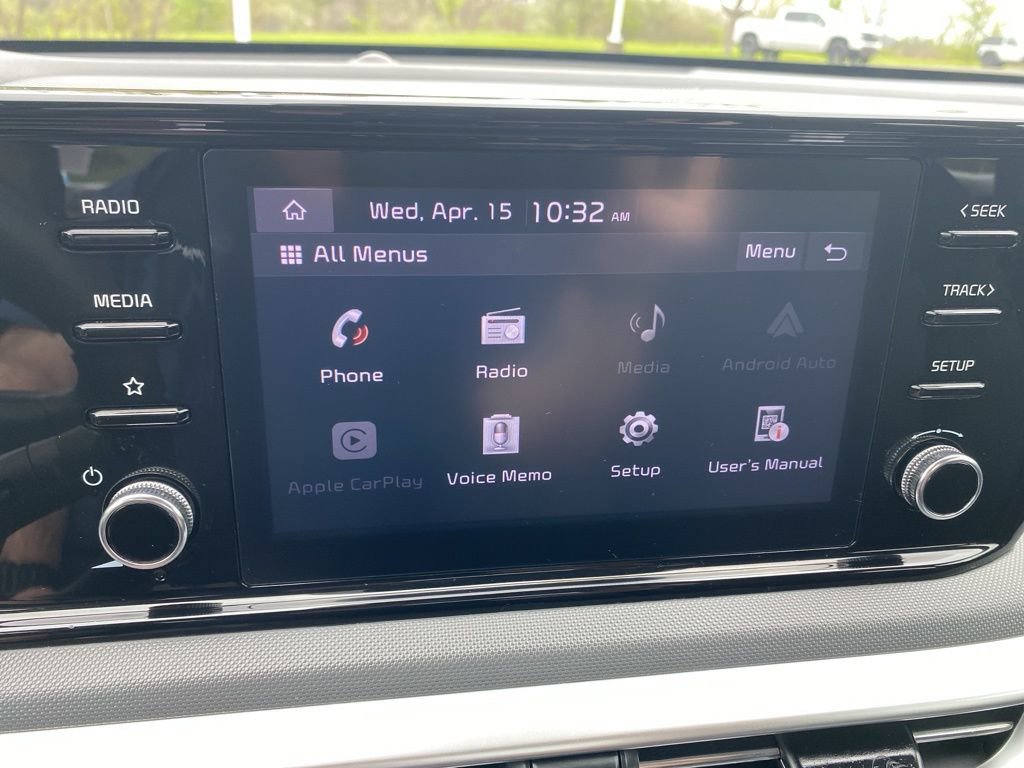 RADIO
MEDIA
Wed, Apr. 15 10:32 AM
All Menus Menu
Phone Radio Media Android Auto
Apple CarPlay Voice Memo Setup User's Manual
< SEEK
TRACK >
SETUP